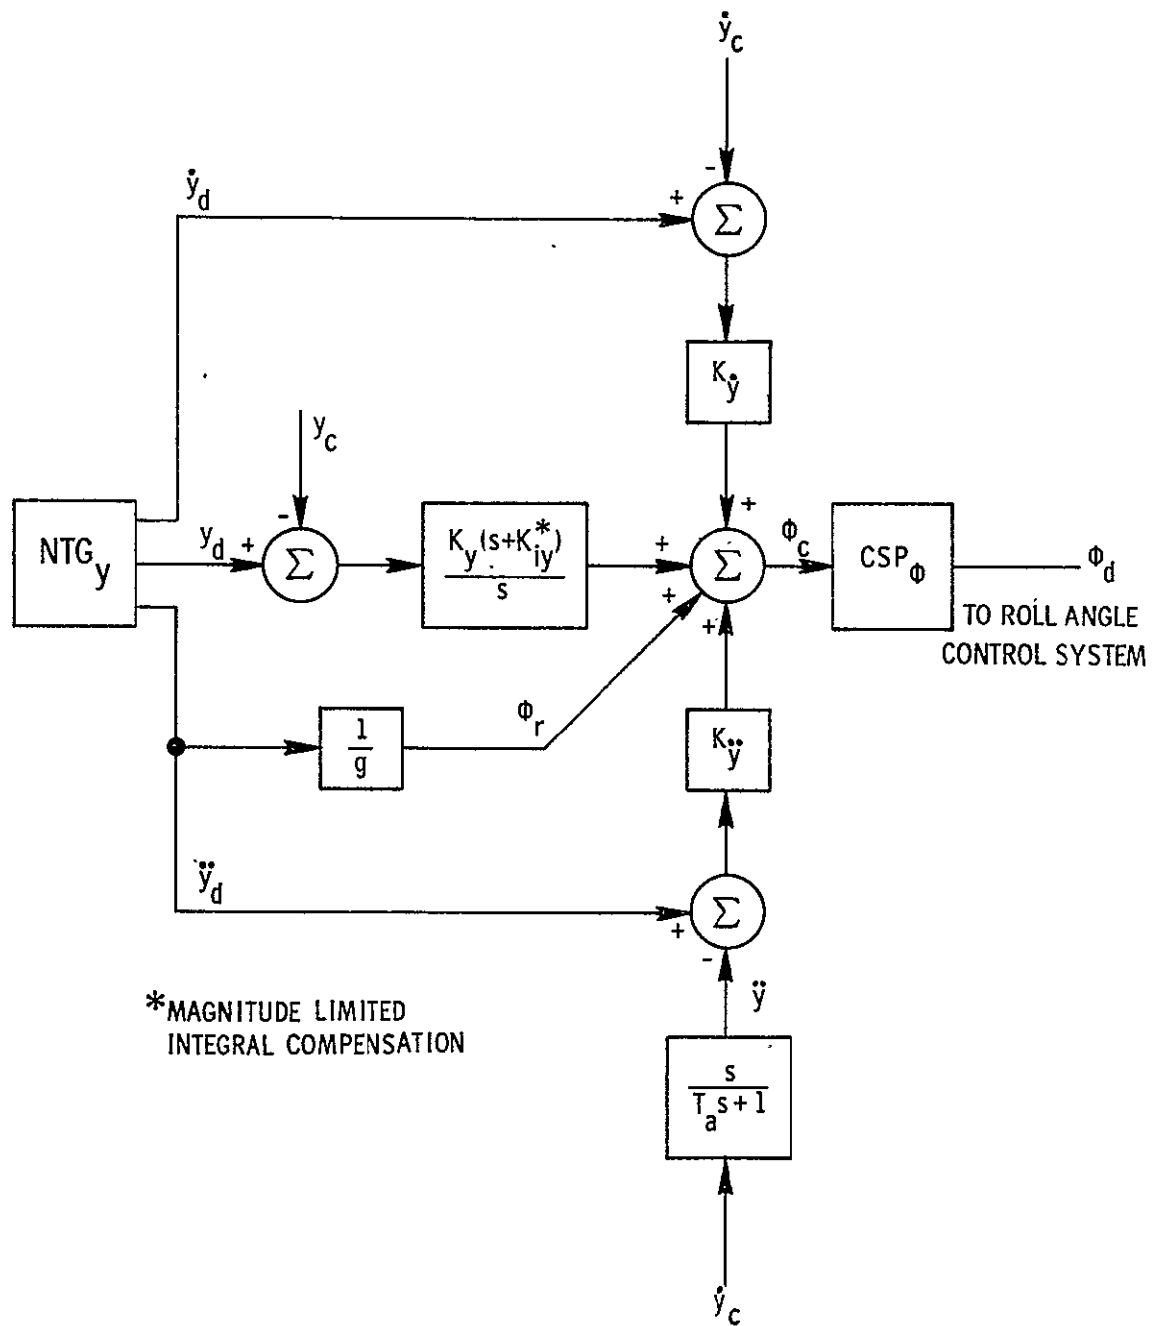 ẏc
-
ẏd
+
Σ
Kẏ
yc
-
+
yd
+
Σ
Ky(s+K*iy)
s
+
+
Σ
+
Φc
CSPΦ
Φd
NTGy
TO ROLL ANGLE
CONTROL SYSTEM
Φr
1
g
Kÿ
ÿd
+
Σ
-
ÿ
*MAGNITUDE LIMITED
INTEGRAL COMPENSATION
s
Tas+1
ẏc